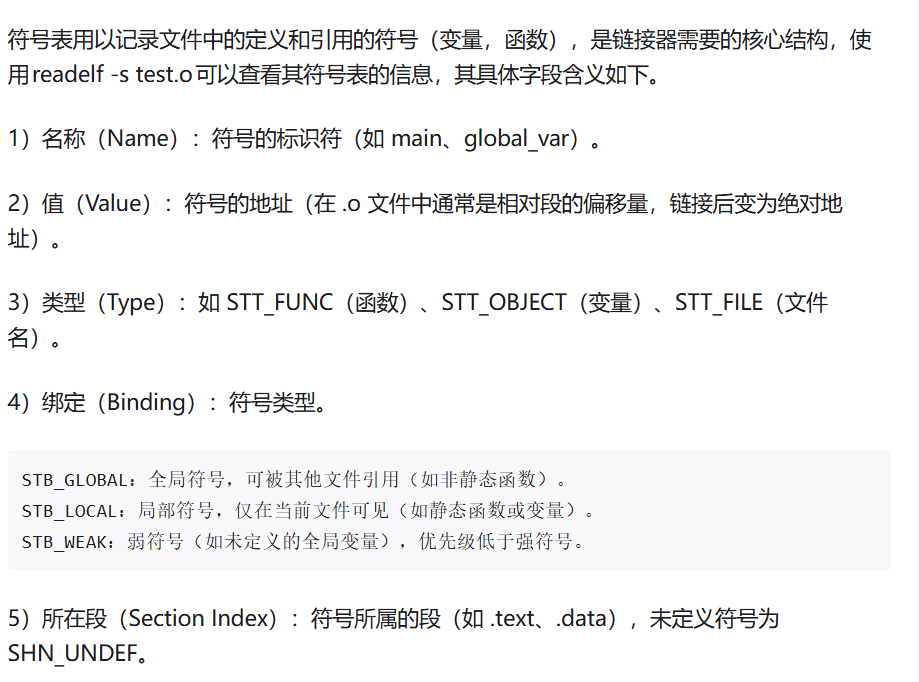 符号表用以记录文件中的定义和引用的符号（变量，函数），是链接器需要的核心结构，使
用readelf -s test.o可以查看其符号表的信息，其具体字段含义如下。
1）名称（Name）：符号的标识符（如 main、global_var）。
2）值（Value）：符号的地址（在 .o 文件中通常是相对段的偏移量，链接后变为绝对地
址）。
3）类型（Type）：如 STT_FUNC（函数）、STT_OBJECT（变量）、STT_FILE（文件
名）。
4）绑定（Binding）：符号类型。
STB_GLOBAL：全局符号，可被其他文件引用（如非静态函数）。
STB_LOCAL：局部符号，仅在当前文件可见（如静态函数或变量）。
STB_WEAK：弱符号（如未定义的全局变量），优先级低于强符号。
5）所在段（Section Index）：符号所属的段（如 .text、.data），未定义符号为
SHN_UNDEF。